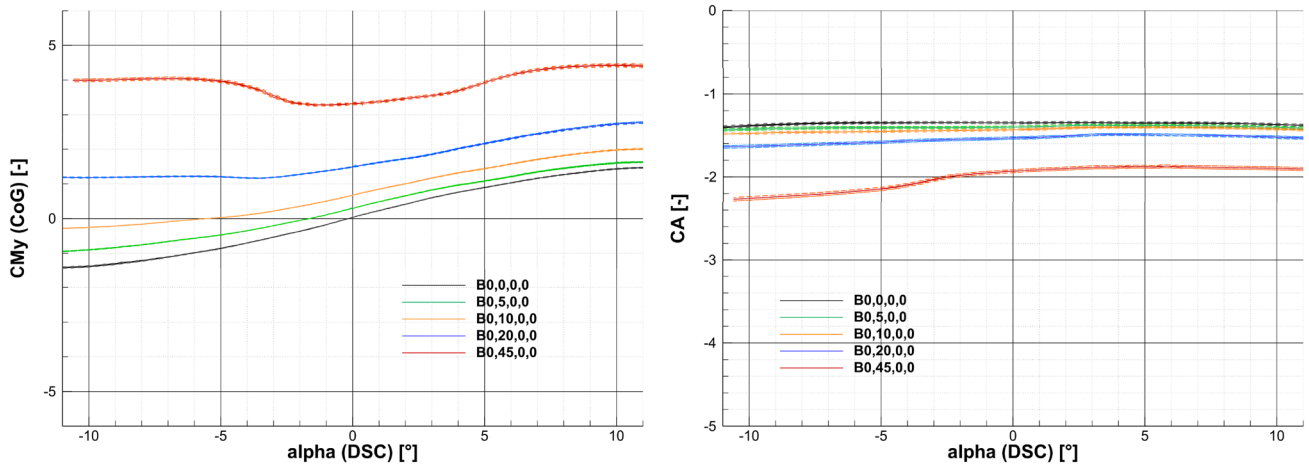 5
0
-5
CMy (CoG) [-]
B0,0,0,0
B0,5,0,0
B0,10,0,0
B0,20,0,0
B0,45,0,0
-10
-5
0
5
10
alpha (DSC) [°]
0
-1
-2
-3
-4
-5
CA [-]
B0,0,0,0
B0,5,0,0
B0,10,0,0
B0,20,0,0
B0,45,0,0
-10
-5
0
5
10
alpha (DSC) [°]